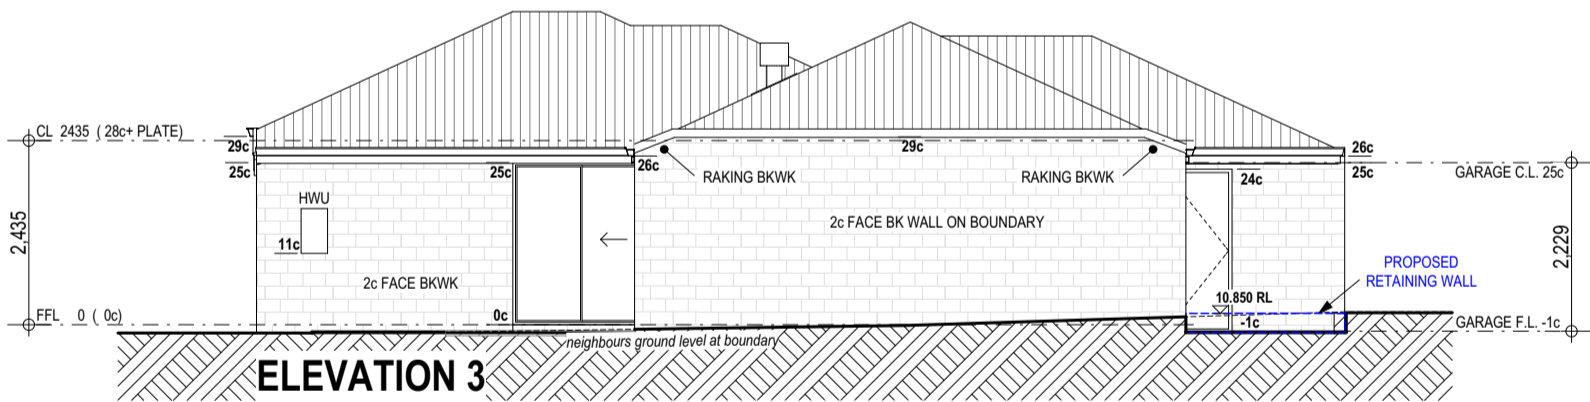 CL 2435 ( 28c+ PLATE)
29c
25c
25c
26c
29c
26c
25c
24c
RAKING BKWK
RAKING BKWK
GARAGE C.L. 25c
HWU
11c
2c FACE BK WALL ON BOUNDARY
2,435
2,229
2c FACE BKWK
PROPOSED
RETAINING WALL
10.850 RL
FFL 0 ( 0c)
0c
-1c
GARAGE F.L. -1c
neighbours ground level at boundary
ELEVATION 3